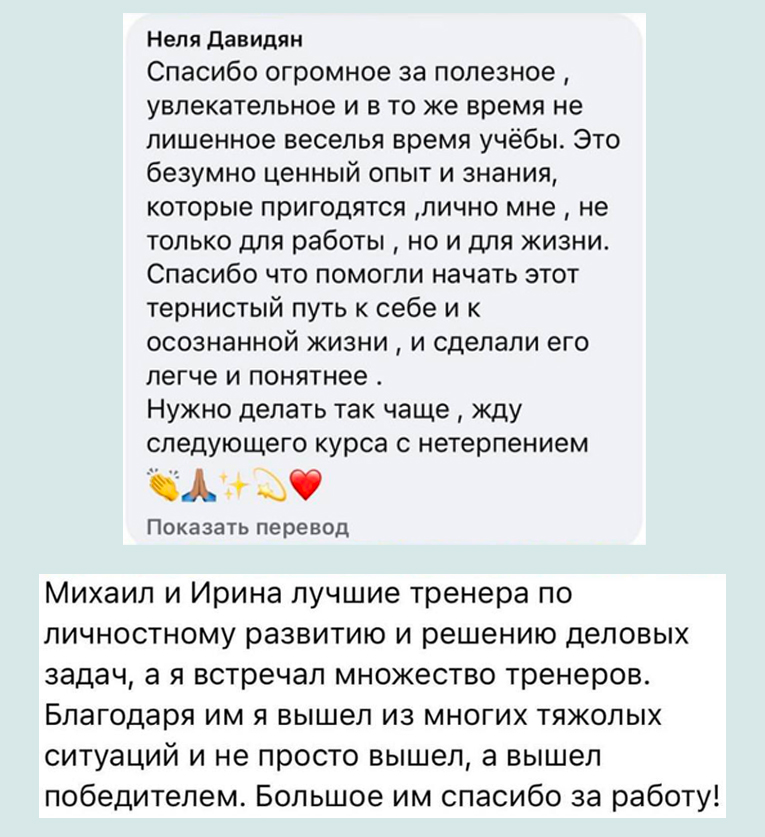 Неля Давидян
Спасибо огромное за полезное ,
увлекательное и в то же время не
лишенное веселья время учёбы. Это
безумно ценный опыт и знания,
которые пригодятся ,лично мне , не
только для работы , но и для жизни.
Спасибо что помогли начать этот
тернистый путь к себе и к
осознанной жизни , и сделали его
легче и понятнее .
Нужно делать так чаще , жду
следующего курса с нетерпением
👏🙏🏽✨💫❤️
Показать перевод
Михаил и Ирина лучшие тренера по
личностному развитию и решению деловых
задач, а я встречал множество тренеров.
Благодаря им я вышел из многих тяжолых
ситуаций и не просто вышел, а вышел
победителем. Большое им спасибо за работу!